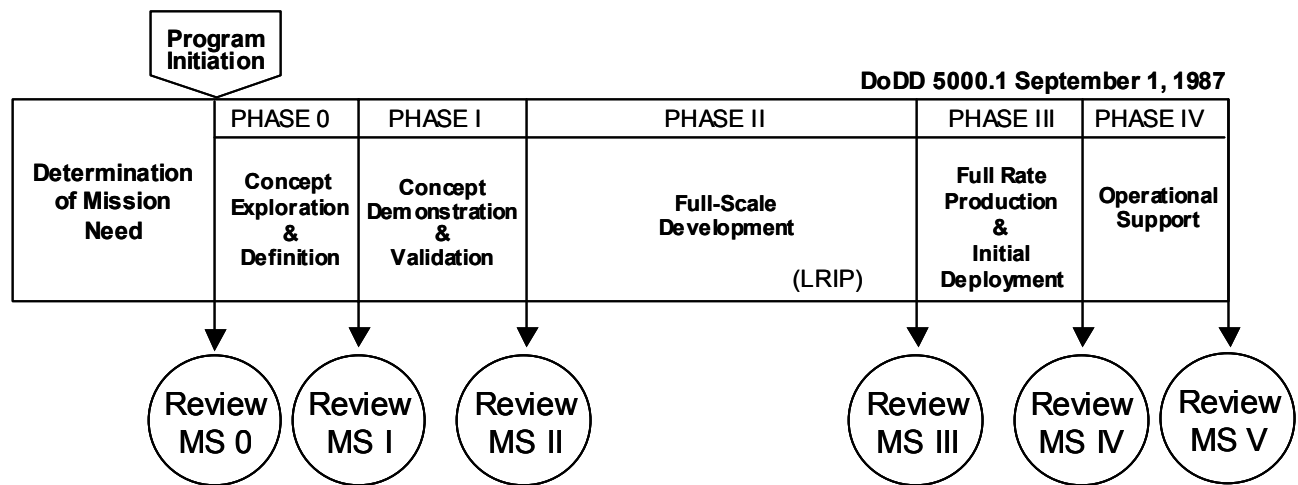 Program
Initiation
DoDD 5000.1 September 1, 1987
Determination
of Mission
Need
PHASE 0
Concept
Exploration
&
Definition
PHASE I
Concept
Demonstration
&
Validation
PHASE II
Full-Scale
Development
(LRIP)
PHASE III
Full Rate
Production
&
Initial
Deployment
PHASE IV
Operational
Support
Review
MS 0
Review
MS I
Review
MS II
Review
MS III
Review
MS IV
Review
MS V